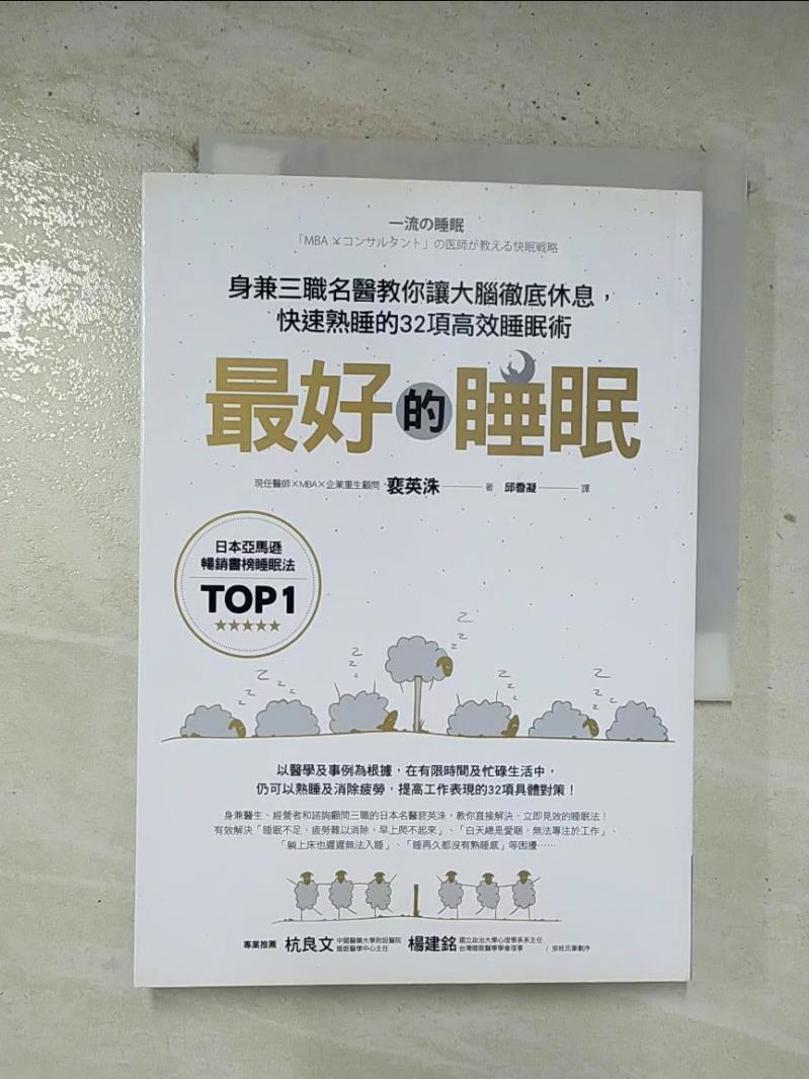 一流の睡眠
「MBA×コンサルタント」の医師が教える快眠戦略
身兼三職名醫教你讓大腦徹底休息，
快速熟睡的32項高效睡眠術
最好的睡眠
現任醫師×MBA×企業重生顧問 裴英洙 著 邱香凝 譯
日本亞馬遜
暢銷書榜睡眠法
TOP1
以醫學及事例為根據，在有限時間及忙碌生活中，
仍可以熟睡及消除疲勞，提高工作表現的32項具體對策！
身兼醫生、經營者和諮詢顧問三職的日本名醫裴英洙，教你直接解決、立即見效的睡眠法！
有效解決「睡眠不足，疲勞難以消除，早上爬不起來」、「白天總是愛睏，無法專注於工作」、
「躺上床也遲遲無法入睡」、「睡再久都沒有熟睡感」等困擾……
專業推薦 杭良文 中國醫藥大學附設醫院 睡眠醫學中心主任 楊建銘 國立政治大學心理學系系主任 台灣睡眠醫學學會理事 / 按姓氏筆劃序